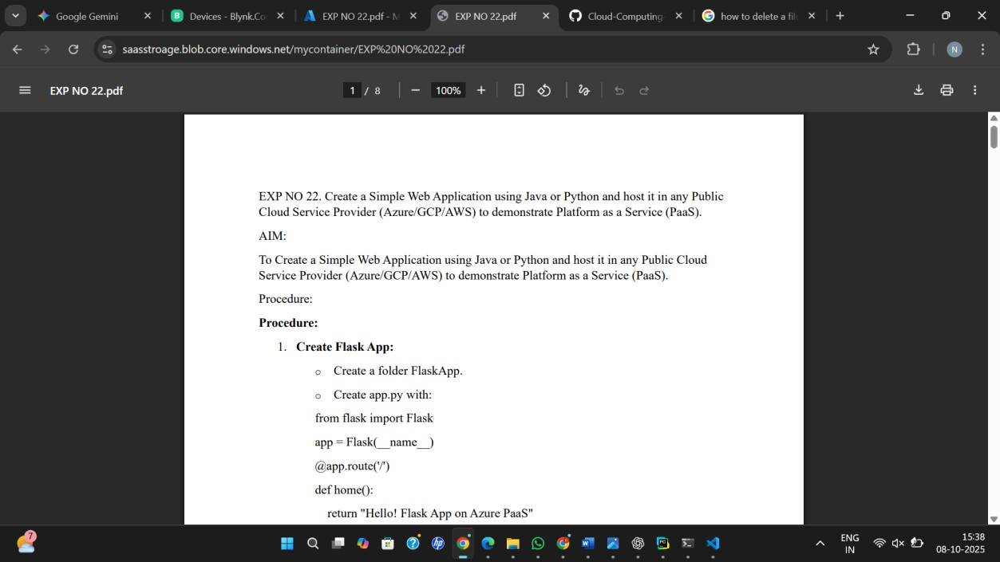 Google Gemini
Devices - Blynk.Co
EXP NO 22.pdf - M
EXP NO 22.pdf
Cloud-Computing
how to delete a file
saasstroage.blob.core.windows.net/mycontainer/EXP%20NO%2022.pdf
N
EXP NO 22.pdf
1 / 8
100%
EXP NO 22. Create a Simple Web Application using Java or Python and host it in any Public
Cloud Service Provider (Azure/GCP/AWS) to demonstrate Platform as a Service (PaaS).
AIM:
To Create a Simple Web Application using Java or Python and host it in any Public Cloud
Service Provider (Azure/GCP/AWS) to demonstrate Platform as a Service (PaaS).
Procedure:
Procedure:
1. Create Flask App:
o Create a folder FlaskApp.
o Create app.py with:
from flask import Flask
app = Flask(__name__)
@app.route('/')
def home():
return "Hello! Flask App on Azure PaaS"
7
ENG
IN
15:38
08-10-2025